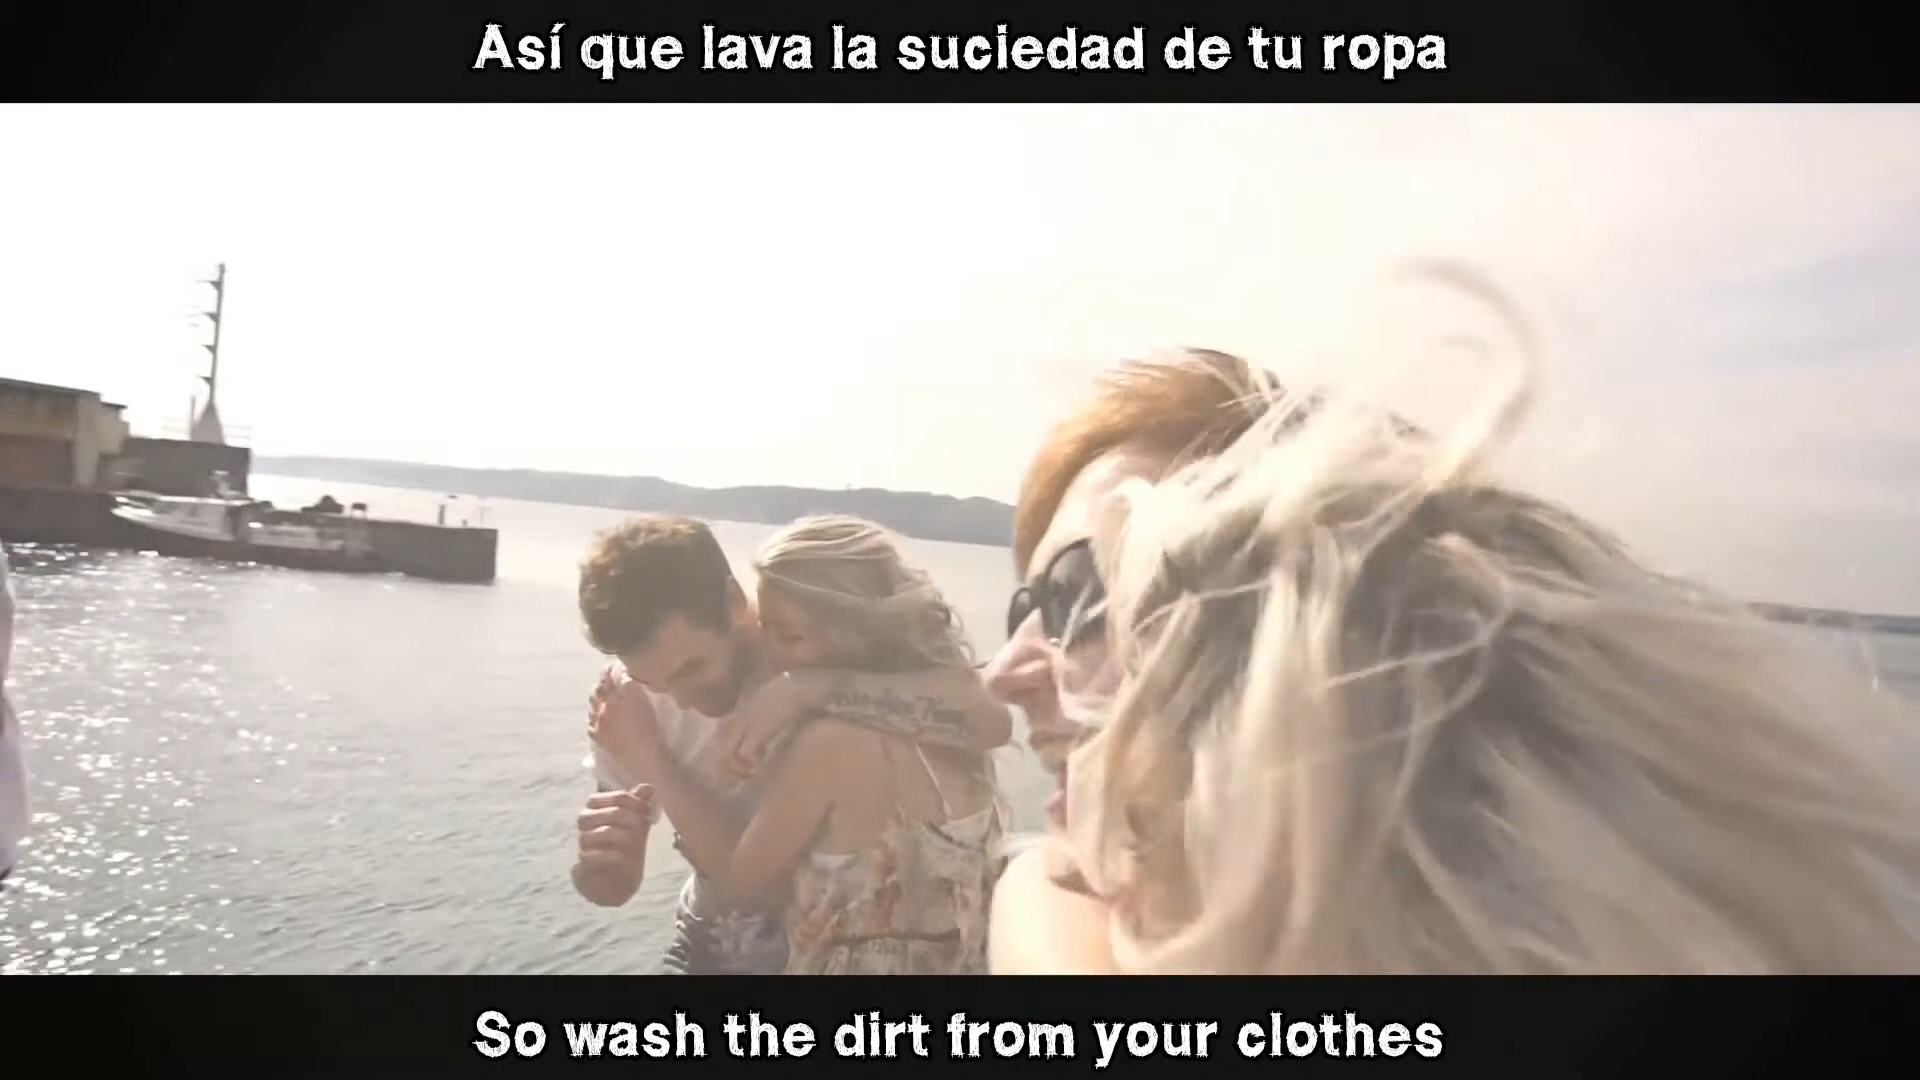 Así que lava la suciedad de tu ropa
So wash the dirt from your clothes